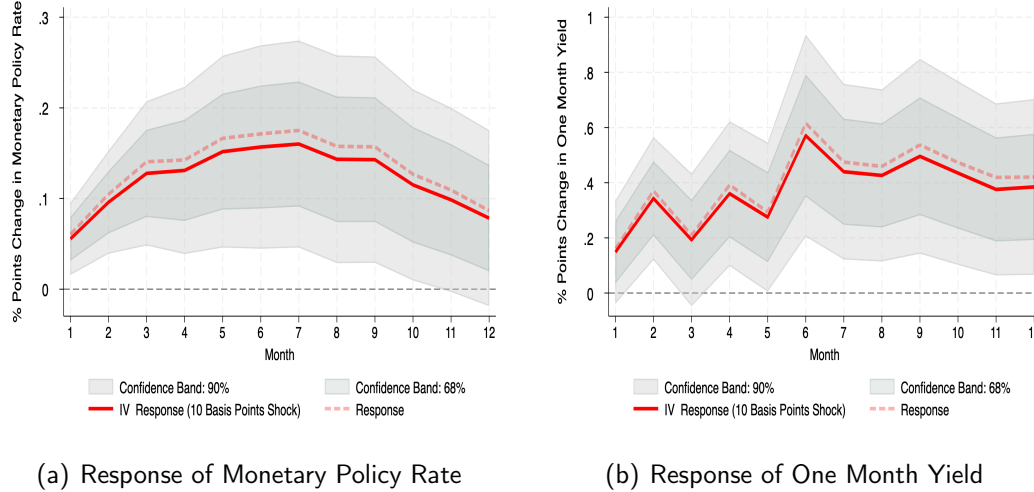 % Points Change in Monetary Policy Rate
.3
.2
.1
0
1 2 3 4 5 6 7 8 9 10 11 12
Month
Confidence Band: 90% Confidence Band: 68%
IV Response (10 Basis Points Shock) Response
(a) Response of Monetary Policy Rate
% Points Change in One Month Yield
1
.8
.6
.4
.2
0
1 2 3 4 5 6 7 8 9 10 11 1
Month
Confidence Band: 90% Confidence Band: 68%
IV Response (10 Basis Points Shock) Response
(b) Response of One Month Yield